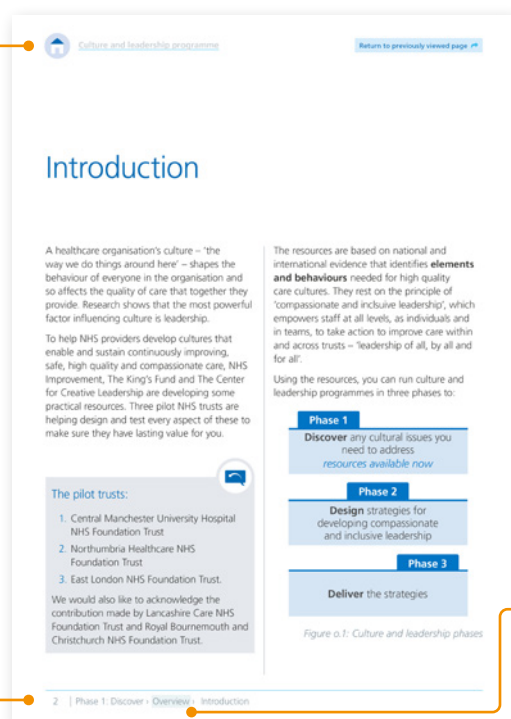 Culture and leadership programme
Return to previously viewed page
Introduction
A healthcare organisation's culture – 'the
way we do things around here' – shapes the
behaviour of everyone in the organisation and
so affects the quality of care that together they
provide. Research shows that the most powerful
factor influencing culture is leadership.
To help NHS providers develop cultures that
enable and sustain continuously improving,
safe, high quality and compassionate care, NHS
Improvement, The King's Fund and The Center
for Creative Leadership are developing some
practical resources. Three pilot NHS trusts are
helping design and test every aspect of these to
make sure they have lasting value for you.
The pilot trusts:
1. Central Manchester University Hospital
NHS Foundation Trust
2. Northumbria Healthcare NHS
Foundation Trust
3. East London NHS Foundation Trust.
We would also like to acknowledge the
contribution made by Lancashire Care NHS
Foundation Trust and Royal Bournemouth and
Christchurch NHS Foundation Trust.
The resources are based on national and
international evidence that identifies elements
and behaviours needed for high quality
care cultures. They rest on the principle of
'compassionate and inclsuive leadership', which
empowers staff at all levels, as individuals and
in teams, to take action to improve care within
and across trusts – 'leadership of all, by all and
for all'.
Using the resources, you can run culture and
leadership programmes in three phases to:
Phase 1
Discover any cultural issues you
need to address
resources available now
Phase 2
Design strategies for
developing compassionate
and inclusive leadership
Phase 3
Deliver the strategies
Figure 0.1: Culture and leadership phases
2 | Phase 1: Discover › Overview › Introduction